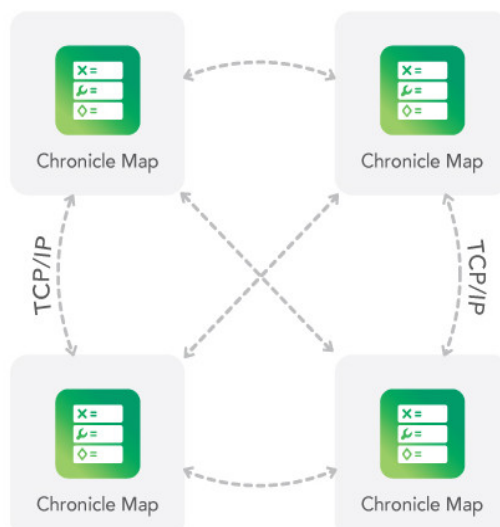 X=
X=
=
=
◇=
◇=
Chronicle Map
Chronicle Map
TCP/IP
TCP/IP
X=
X=
=
=
◇=
◇=
Chronicle Map
Chronicle Map